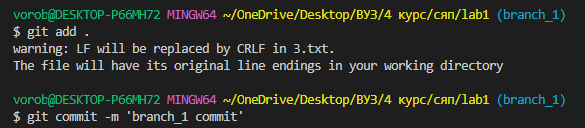 vorob@DESKTOP-P66MH72 MINGW64 ~/OneDrive/Desktop/ВУЗ/4 курс/сяп/lab1 (branch_1)
$ git add .
warning: LF will be replaced by CRLF in 3.txt.
The file will have its original line endings in your working directory
vorob@DESKTOP-P66MH72 MINGW64 ~/OneDrive/Desktop/ВУЗ/4 курс/сяп/lab1 (branch_1)
$ git commit -m 'branch_1 commit'